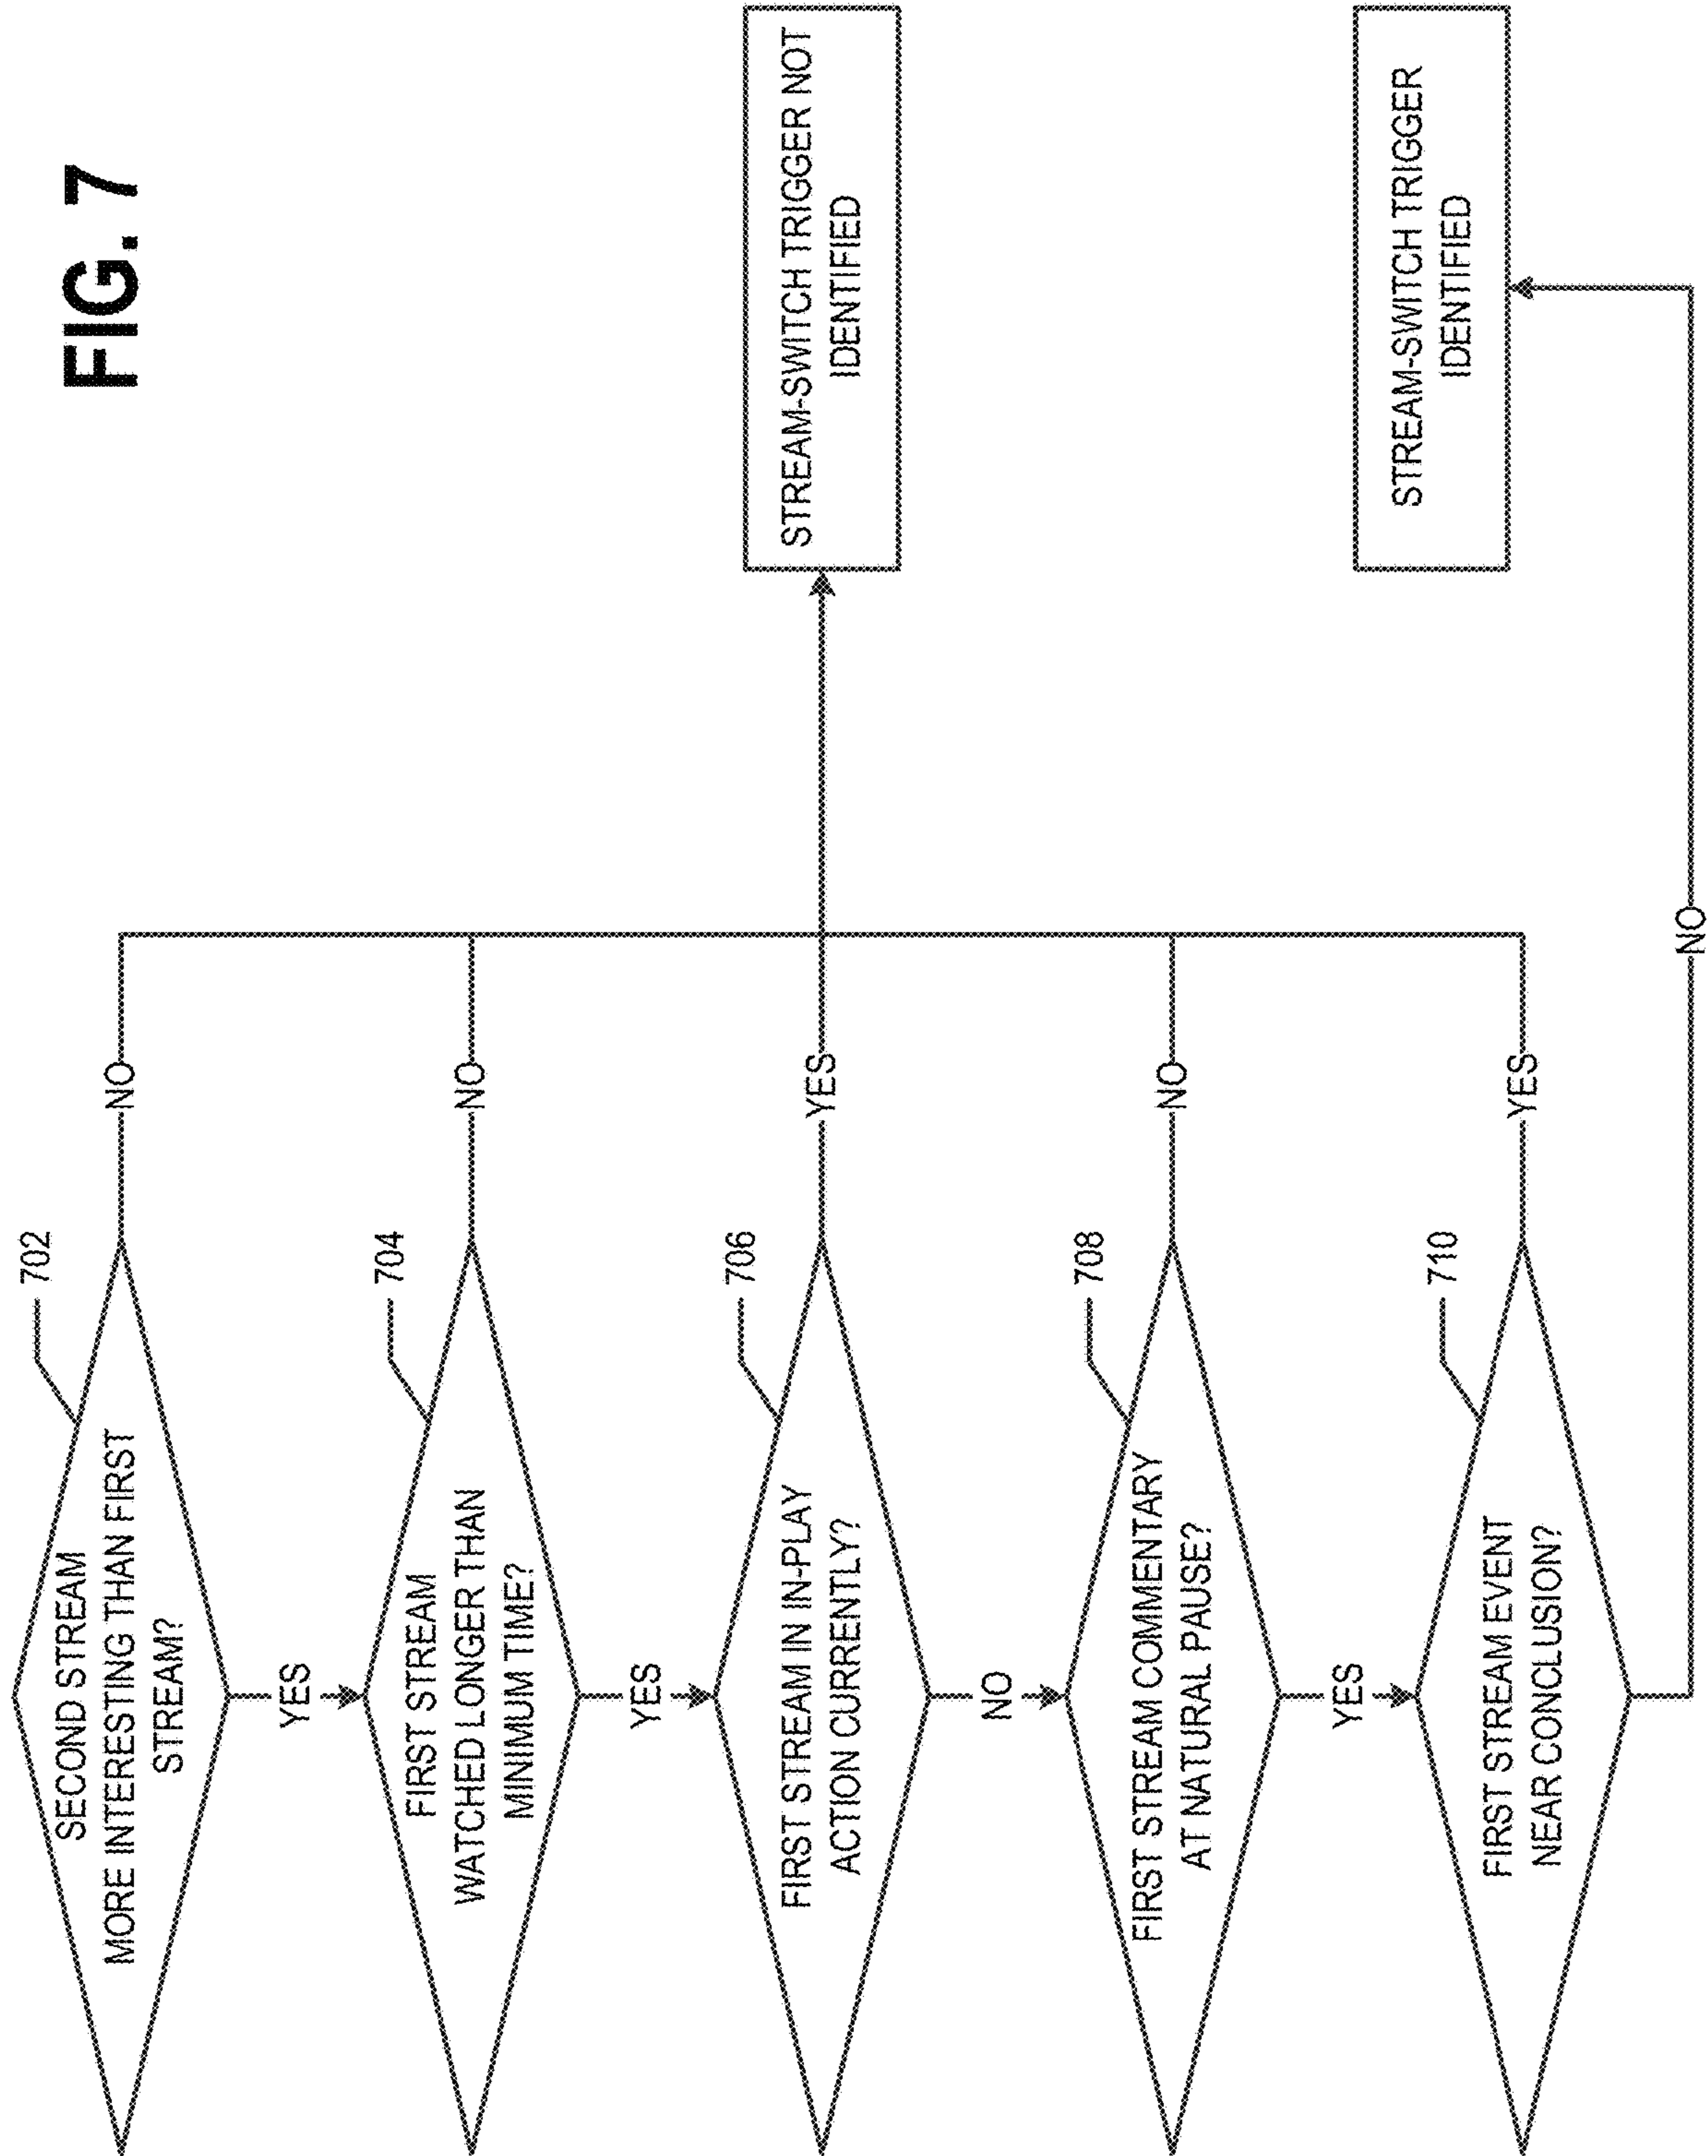 FIG. 7
702
SECOND STREAM
MORE INTERESTING THAN FIRST
STREAM?
NO
YES
704
FIRST STREAM
WATCHED LONGER THAN
MINIMUM TIME?
NO
YES
706
FIRST STREAM IN IN-PLAY
ACTION CURRENTLY?
YES
STREAM-SWITCH TRIGGER NOT
IDENTIFIED
NO
708
FIRST STREAM COMMENTARY
AT NATURAL PAUSE?
NO
YES
710
FIRST STREAM EVENT
NEAR CONCLUSION?
YES
STREAM-SWITCH TRIGGER
IDENTIFIED
NO